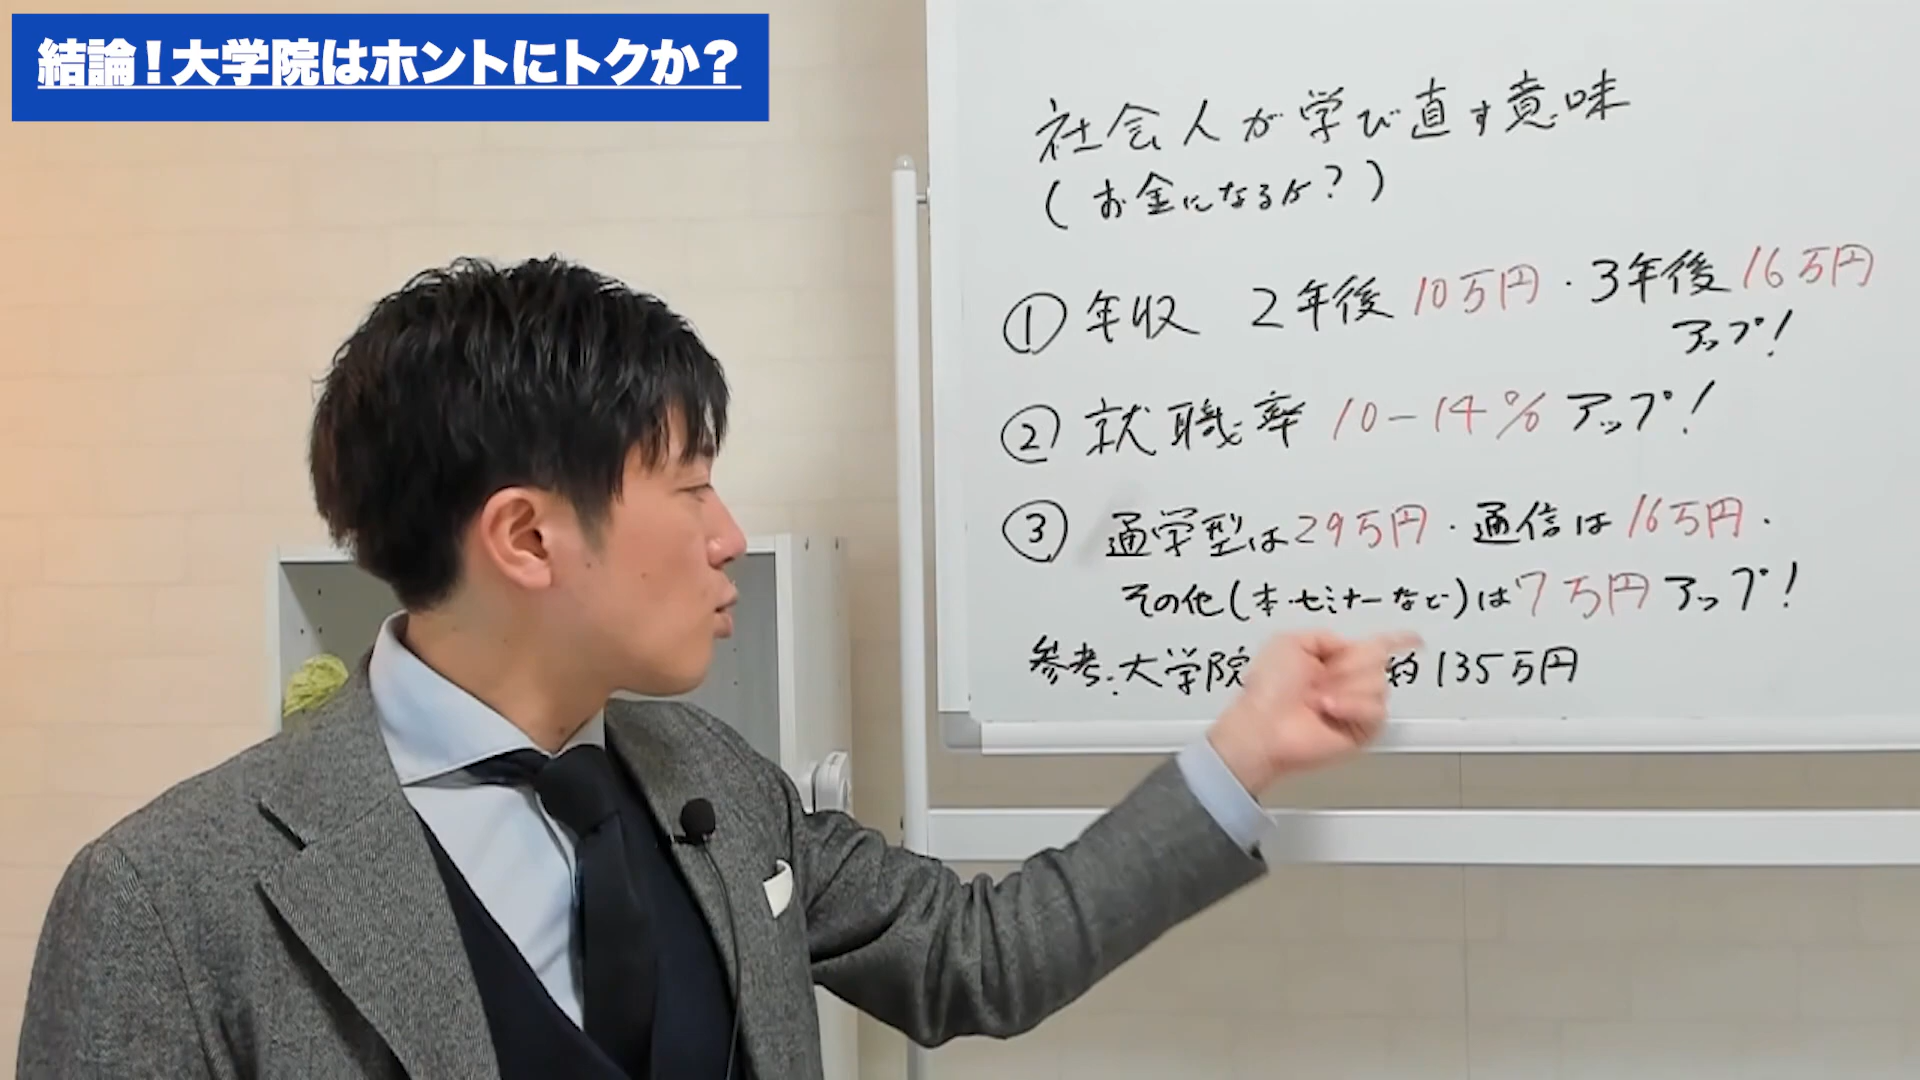 結論！大学院はホントにトクか？
社会人が学び直す意味
(お金になるか?)
① 年収 2年後10万円・3年後16万円
アップ!
② 就職率 10-14% アップ!
③ 通学型は29万円・通信は16万円・
その他(本・セミナーなど)は7万円アップ!
参考:大学院 約135万円